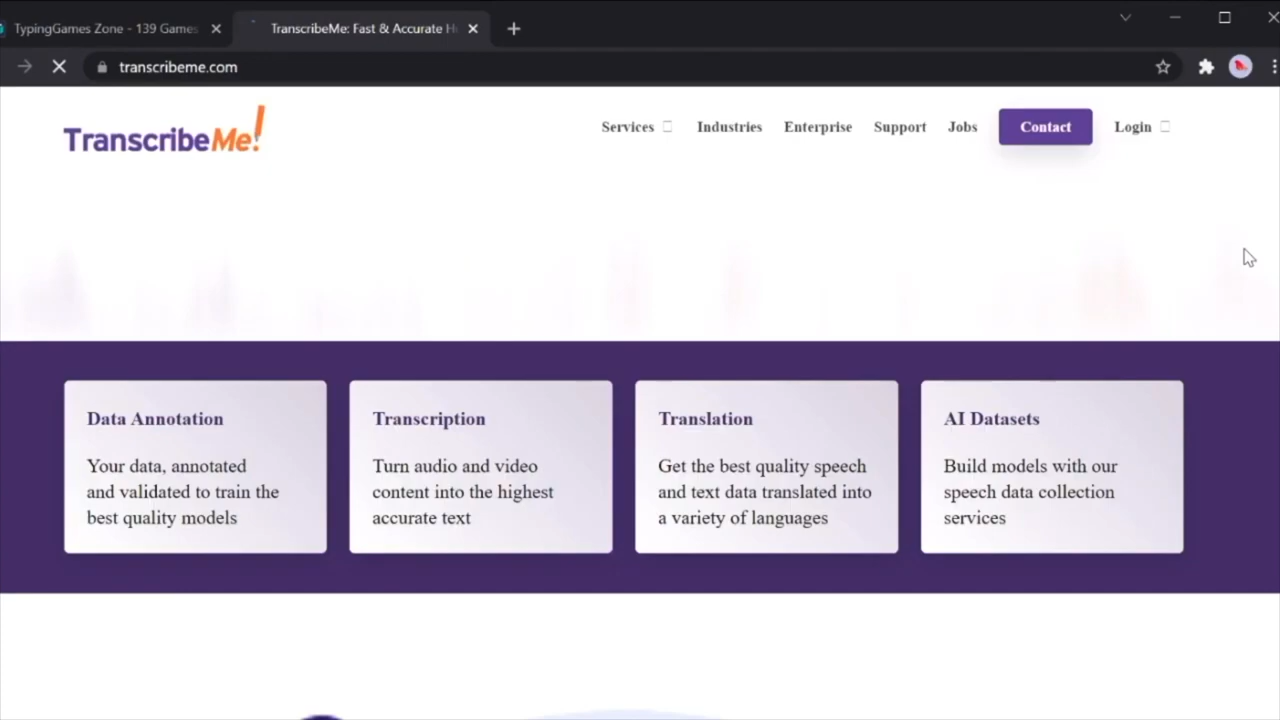 TypingGames Zone - 139 Games
TranscribeMe: Fast & Accurate H
transcribeme.com
TranscribeMe!
Services
Industries
Enterprise
Support
Jobs
Contact
Login
Data Annotation
Your data, annotated
and validated to train the
best quality models
Transcription
Turn audio and video
content into the highest
accurate text
Translation
Get the best quality speech
and text data translated into
a variety of languages
AI Datasets
Build models with our
speech data collection
services